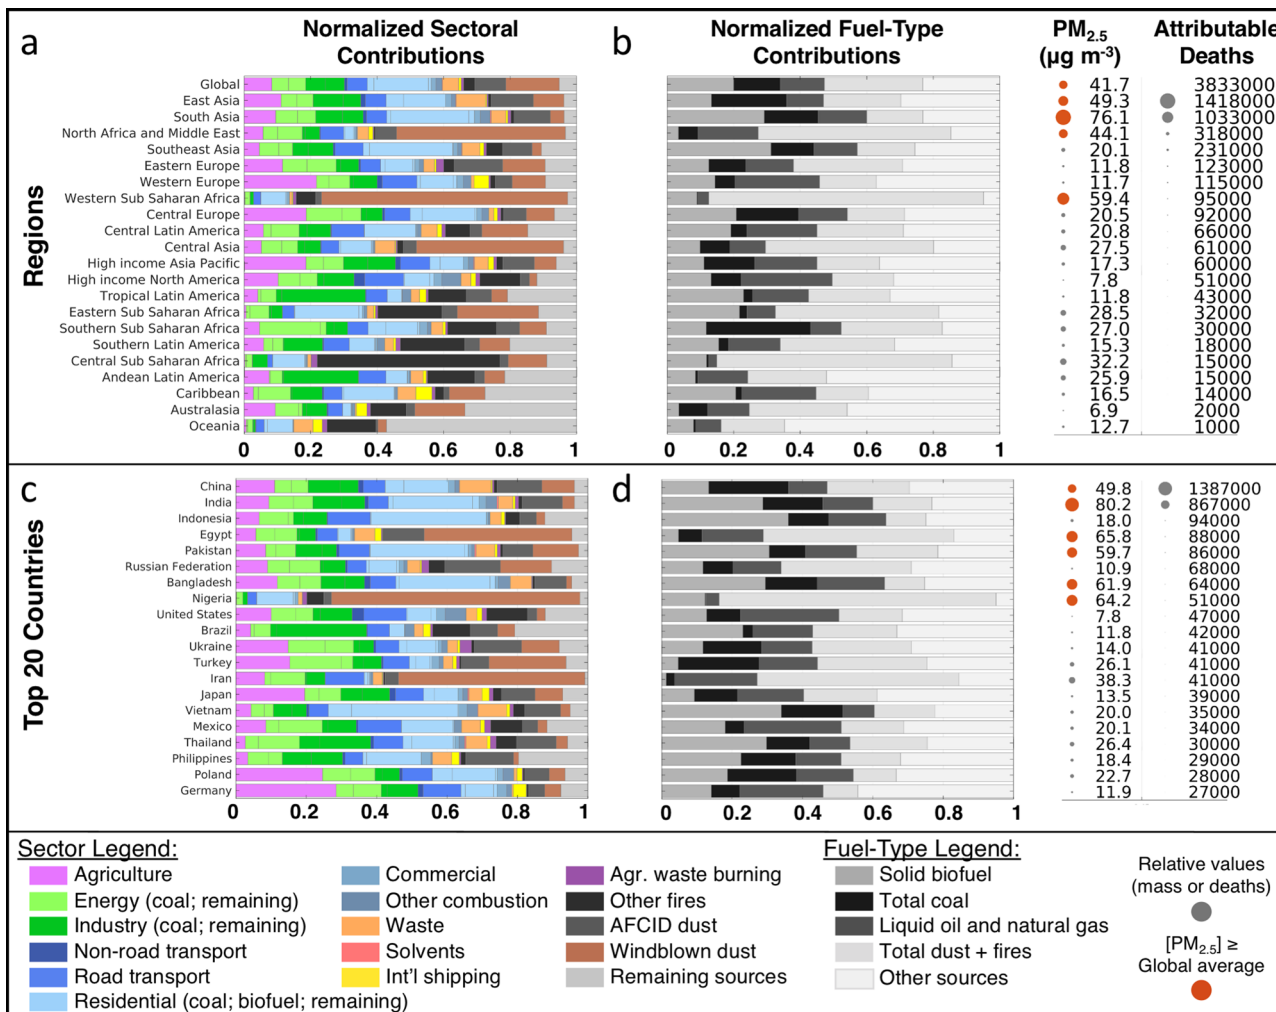 a
Normalized Sectoral
Contributions
b
Normalized Fuel-Type
Contributions
PM2.5
(µg m-3)
Attributable
Deaths
Regions
Global 41.7 3833000
East Asia 49.3 1418000
South Asia 76.1 1033000
North Africa and Middle East 44.1 318000
Southeast Asia 20.1 231000
Eastern Europe 11.8 123000
Western Europe 11.7 115000
Western Sub Saharan Africa 59.4 95000
Central Europe 20.5 92000
Central Latin America 20.8 66000
Central Asia 27.5 61000
High income Asia Pacific 17.3 60000
High income North America 7.8 51000
Tropical Latin America 11.8 43000
Eastern Sub Saharan Africa 28.5 32000
Southern Sub Saharan Africa 27.0 30000
Southern Latin America 15.3 18000
Central Sub Saharan Africa 32.2 15000
Andean Latin America 25.9 15000
Caribbean 16.5 14000
Australasia 6.9 2000
Oceania 12.7 1000
0 0.2 0.4 0.6 0.8 1 0 0.2 0.4 0.6 0.8 1
c
d
Top 20 Countries
China 49.8 1387000
India 80.2 867000
Indonesia 18.0 94000
Egypt 65.8 88000
Pakistan 59.7 86000
Russian Federation 10.9 68000
Bangladesh 61.9 64000
Nigeria 64.2 51000
United States 7.8 47000
Brazil 11.8 42000
Ukraine 14.0 41000
Turkey 26.1 41000
Iran 38.3 41000
Japan 13.5 39000
Vietnam 20.0 35000
Mexico 20.1 34000
Thailand 26.4 30000
Philippines 18.4 29000
Poland 22.7 28000
Germany 11.9 27000
0 0.2 0.4 0.6 0.8 1 0 0.2 0.4 0.6 0.8 1
Sector Legend:
Agriculture
Energy (coal; remaining)
Industry (coal; remaining)
Non-road transport
Road transport
Residential (coal; biofuel; remaining)
Commercial
Other combustion
Waste
Solvents
Int'l shipping
Agr. waste burning
Other fires
AFCID dust
Windblown dust
Remaining sources
Fuel-Type Legend:
Solid biofuel
Total coal
Liquid oil and natural gas
Total dust + fires
Other sources
Relative values
(mass or deaths)
[PM2.5] ≥
Global average